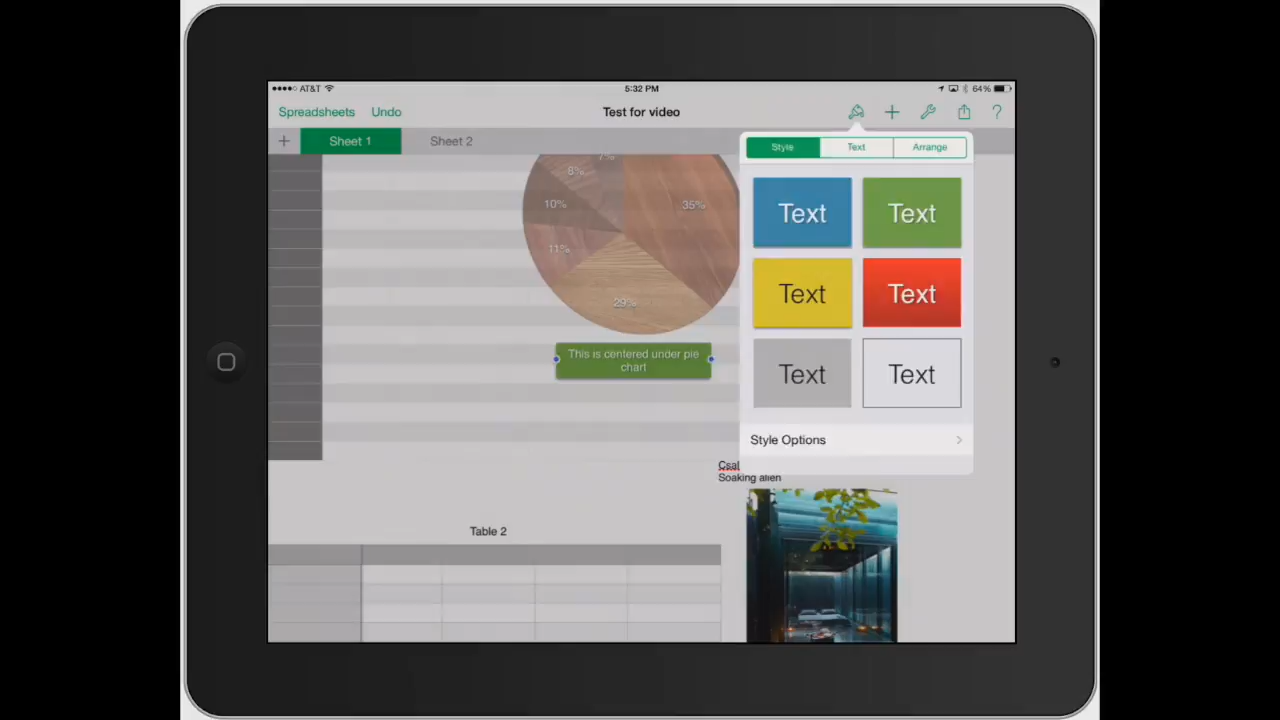 AT&T 5:32 PM 64%
Spreadsheets Undo Test for video ?
Sheet 1 Sheet 2
Style Text Arrange
7%
8%
10%
35%
11%
29%
This is centered under pie
chart
Text Text
Text Text
Text Text
Style Options
Csal
Soaking alien
Table 2